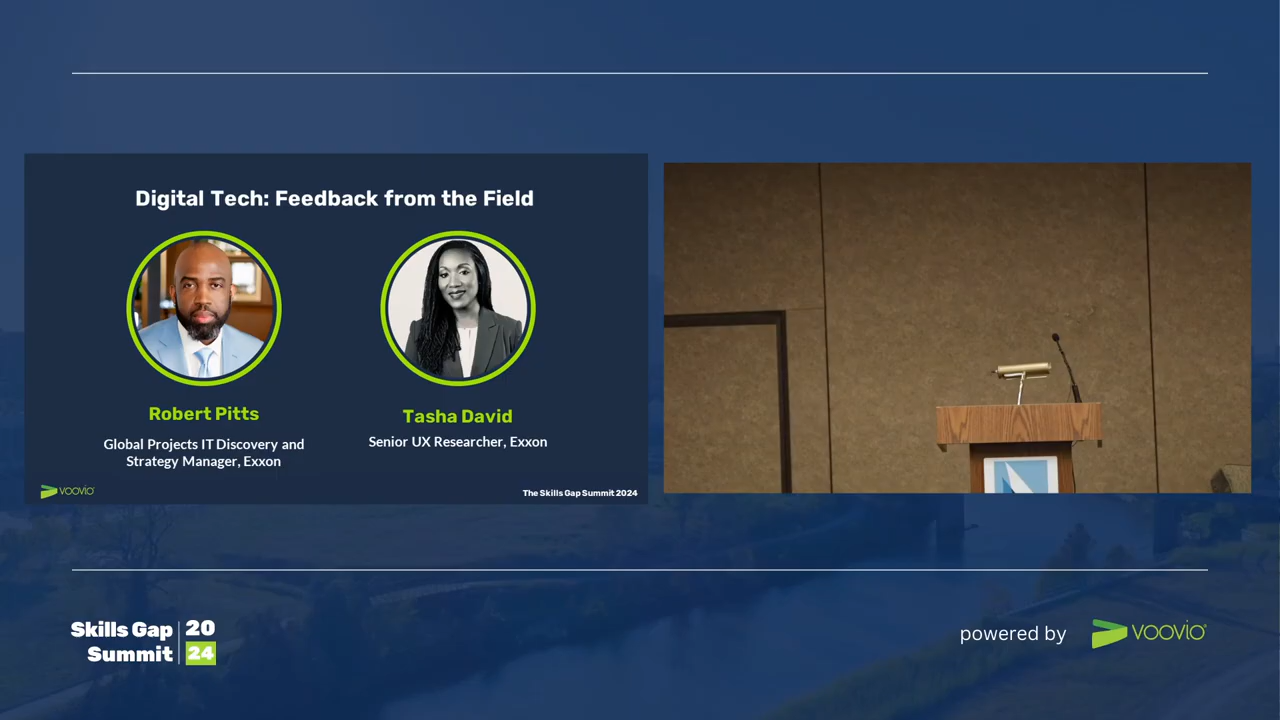 Digital Tech: Feedback from the Field
Robert Pitts
Global Projects IT Discovery and
Strategy Manager, Exxon
Tasha David
Senior UX Researcher, Exxon
VOOVIO
The Skills Gap Summit 2024
Skills Gap
Summit
20
24
powered by
VOOVIO